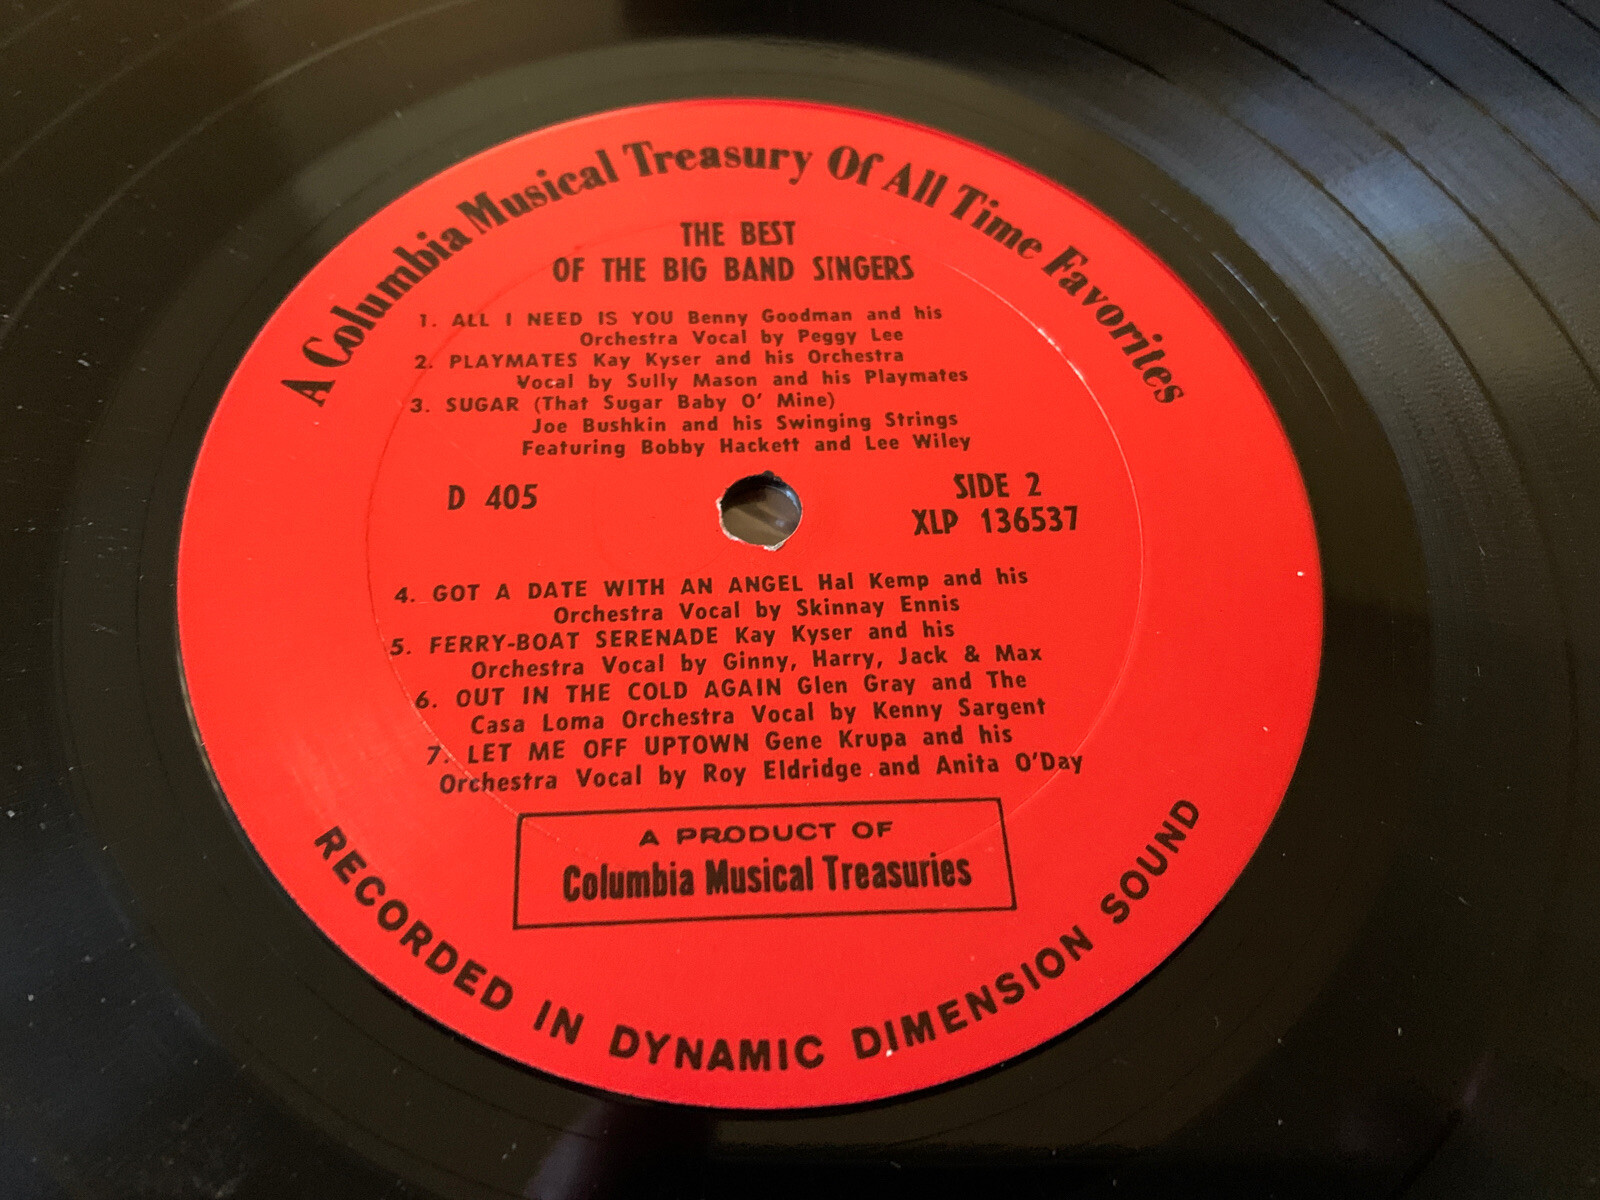 A Columbia Musical Treasury Of All Time Favorites
THE BEST
OF THE BIG BAND SINGERS
1. ALL I NEED IS YOU Benny Goodman and his
Orchestra Vocal by Peggy Lee
2. PLAYMATES Kay Kyser and his Orchestra
Vocal by Sully Mason and his Playmates
3. SUGAR (That Sugar Baby O' Mine)
Joe Bushkin and his Swinging Strings
Featuring Bobby Hackett and Lee Wiley
D 405
SIDE 2
XLP 136537
4. GOT A DATE WITH AN ANGEL Hal Kemp and his
Orchestra Vocal by Skinnay Ennis
5. FERRY-BOAT SERENADE Kay Kyser and his
Orchestra Vocal by Ginny, Harry, Jack & Max
6. OUT IN THE COLD AGAIN Glen Gray and The
Casa Loma Orchestra Vocal by Kenny Sargent
7. LET ME OFF UPTOWN Gene Krupa and his
Orchestra Vocal by Roy Eldridge and Anita O'Day
A PRODUCT OF
Columbia Musical Treasuries
RECORDED IN DYNAMIC DIMENSION SOUND